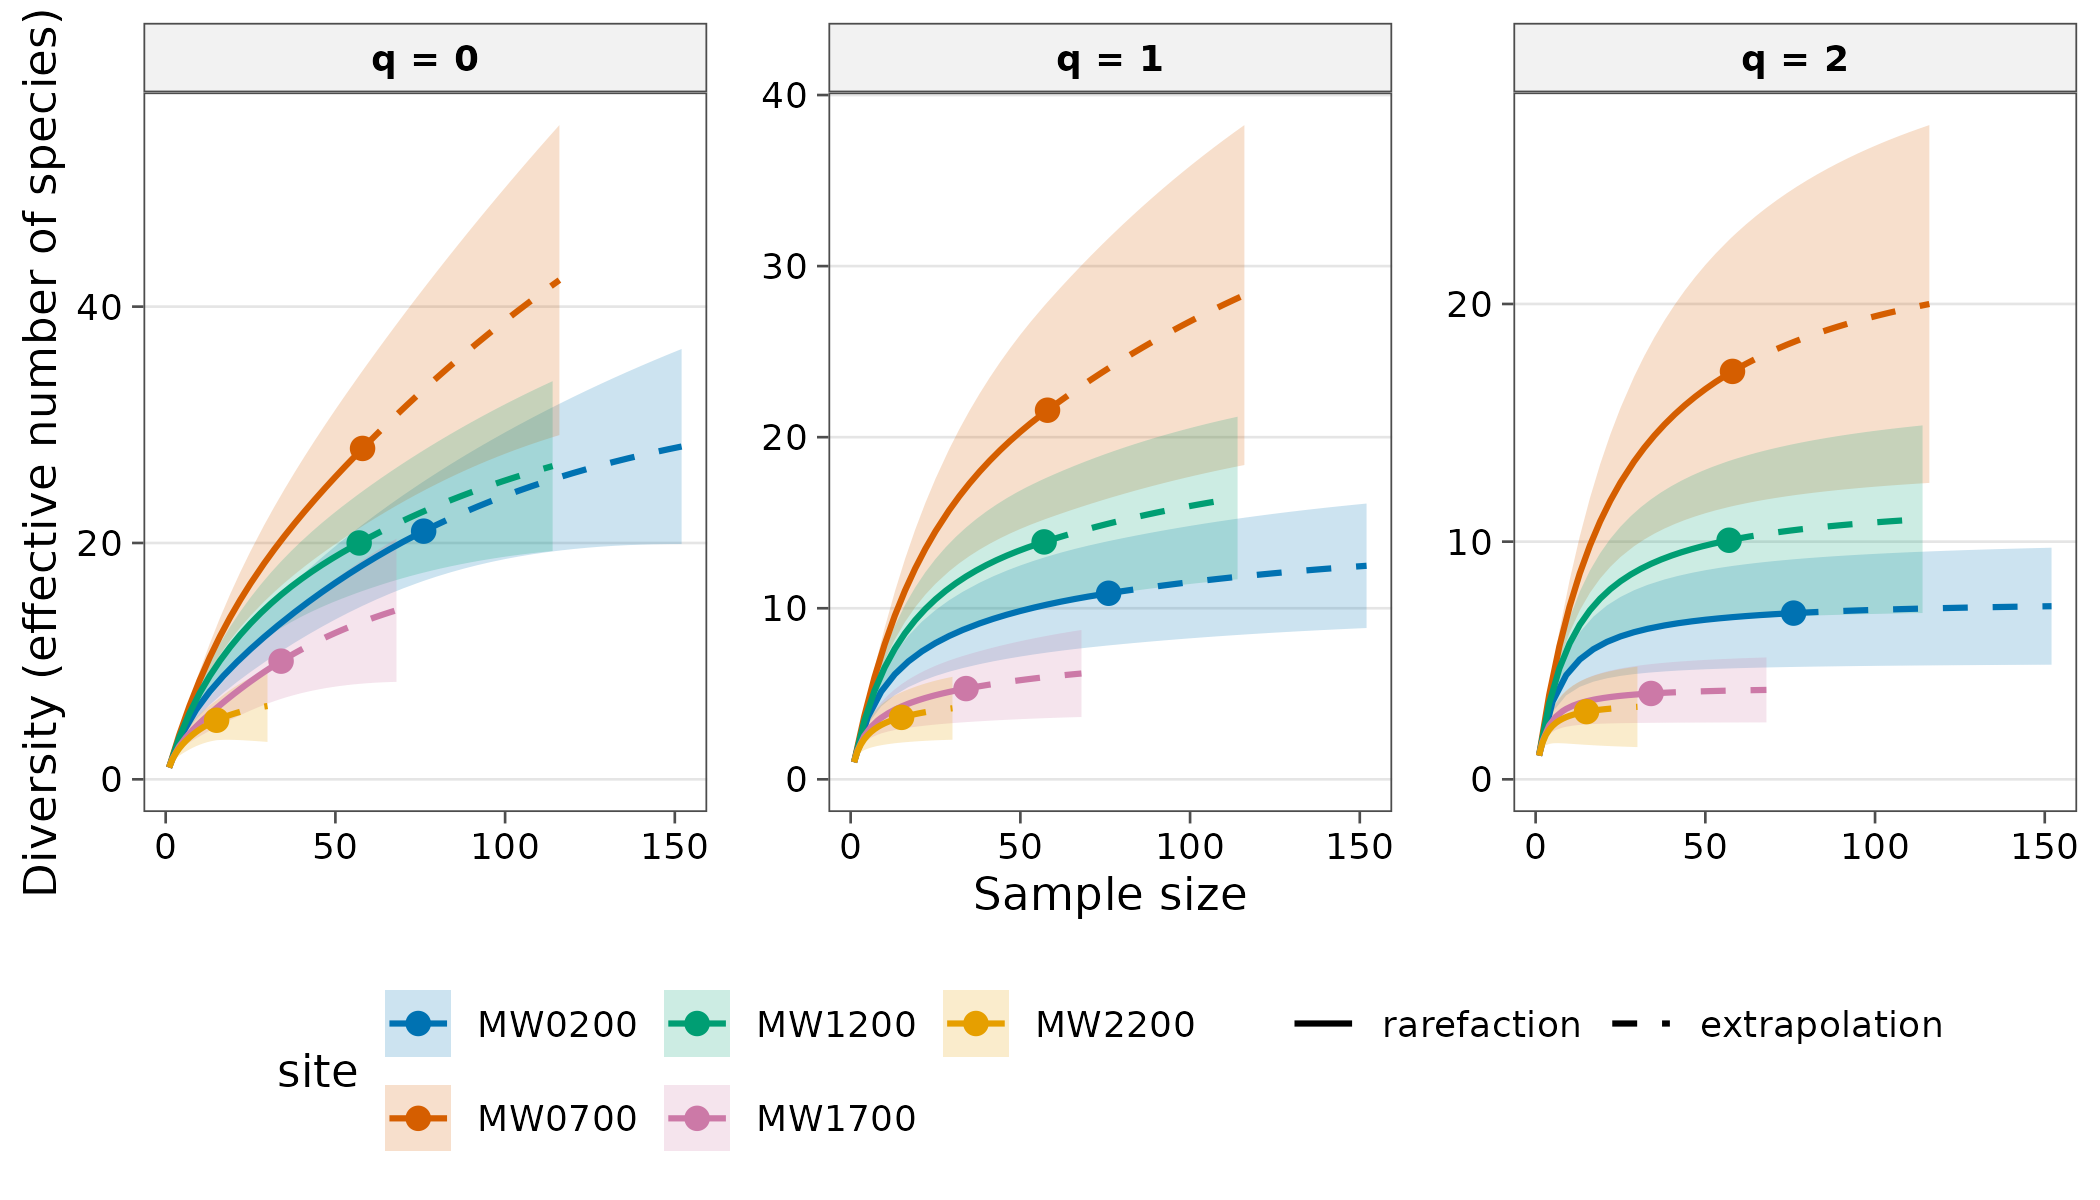 q = 0
q = 1
q = 2
Diversity (effective number of species)
40
20
0
40
30
20
10
0
20
10
0
0 50 100 150
0 50 100 150
0 50 100 150
Sample size
site
MW0200 MW1200 MW2200
MW0700 MW1700
rarefaction extrapolation